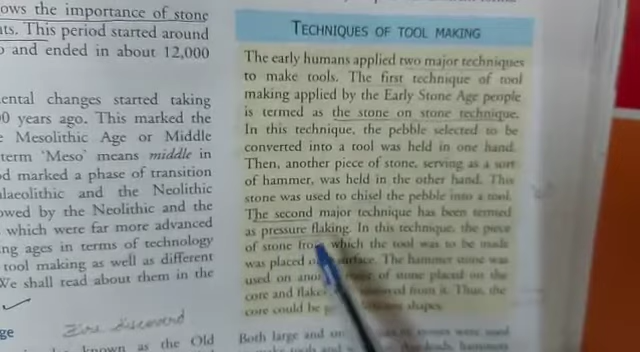 ows the importance of stone
ts. This period started around
and ended in about 12,000
ental changes started taking
0 years ago. This marked the
Mesolithic Age or Middle
term 'Meso' means middle in
d marked a phase of transition
alaeolithic and the Neolithic
owed by the Neolithic and the
which were far more advanced
ng ages in terms of technology
tool making as well as different
We shall read about them in the
Fire discovered
ge
known as the Old
TECHNIQUES OF TOOL MAKING
The early humans applied two major techniques
to make tools. The first technique of tool
making applied by the Early Stone Age people
is termed as the stone on stone technique.
In this technique, the pebble selected to be
converted into a tool was held in one hand.
Then, another piece of stone, serving as a sort
of hammer, was held in the other hand. This
stone was used to chisel the pebble into a tool.
The second major technique has been termed
as pressure flaking. In this technique, the piece
of stone from which the tool was to be made
was placed surface. The hammer stone was
used on of stone placed on the
core and flakes from it. Thus, the
core could be shapes.
Both large and were used